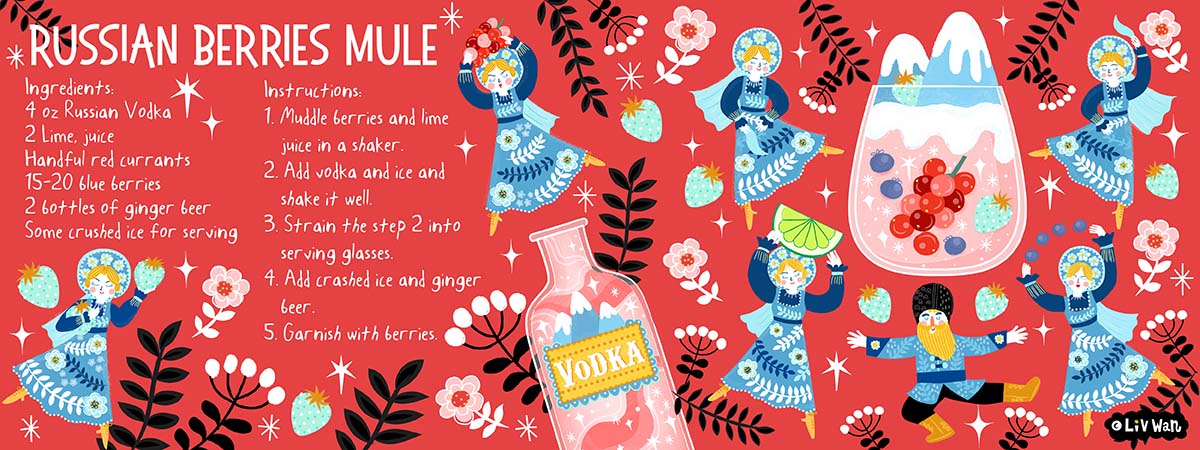 RUSSIAN BERRIES MULE
Ingredients:
4 oz Russian Vodka
2 Lime, juice
Handful red currants
15-20 blue berries
2 bottles of ginger beer
Some crushed ice for serving
Instructions:
1. Muddle berries and lime
juice in a shaker.
2. Add vodka and ice and
shake it well.
3. Strain the step 2 into
serving glasses.
4. Add crashed ice and ginger
beer.
5. Garnish with berries.
VODKA
© Liv Wan